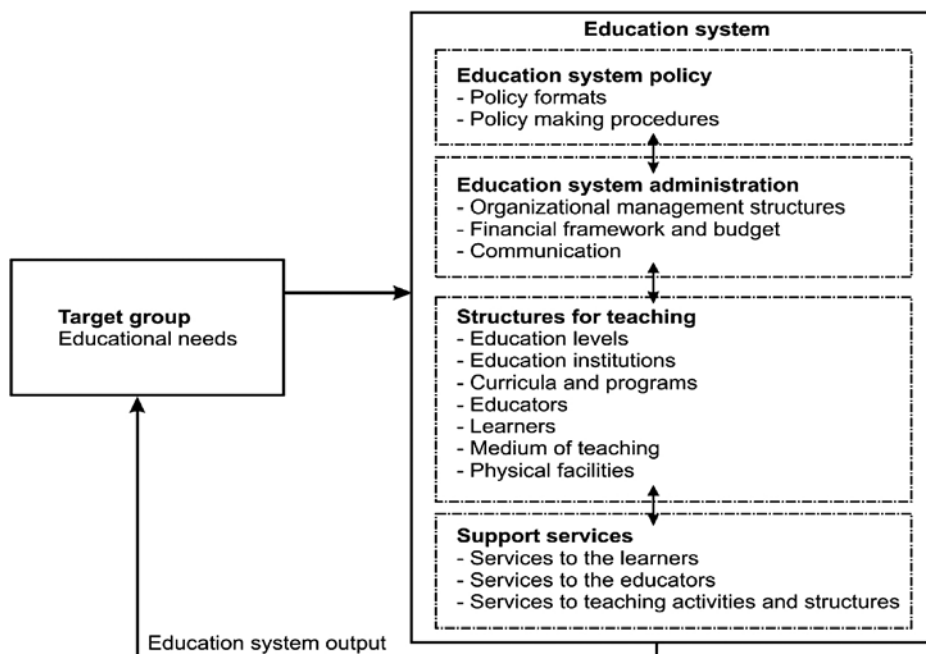 Education system
Education system policy
- Policy formats
- Policy making procedures
Education system administration
- Organizational management structures
- Financial framework and budget
- Communication
Target group
Educational needs
Structures for teaching
- Education levels
- Education institutions
- Curricula and programs
- Educators
- Learners
- Medium of teaching
- Physical facilities
Support services
- Services to the learners
- Services to the educators
- Services to teaching activities and structures
Education system output